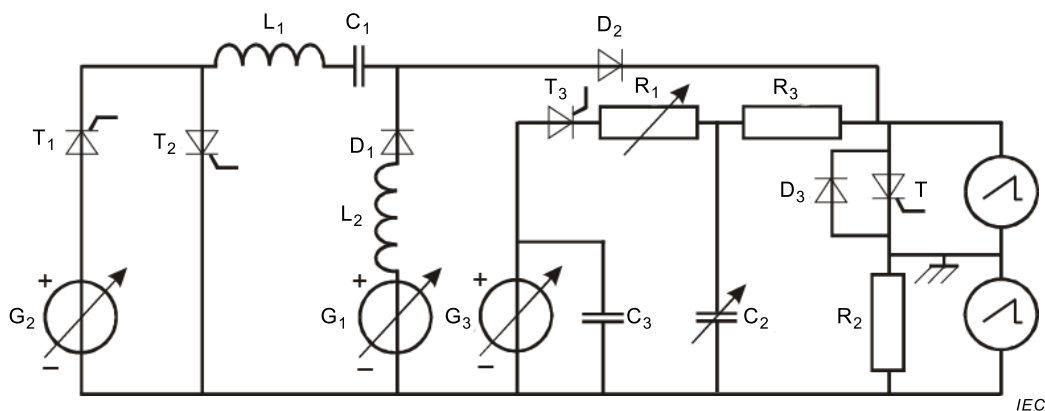 L1
C1
D2
T3
R1
R3
T1
T2
D1
D3
T
L2
+
+
+
G2
G1
G3
C3
C2
R2
−
−
−
IEC